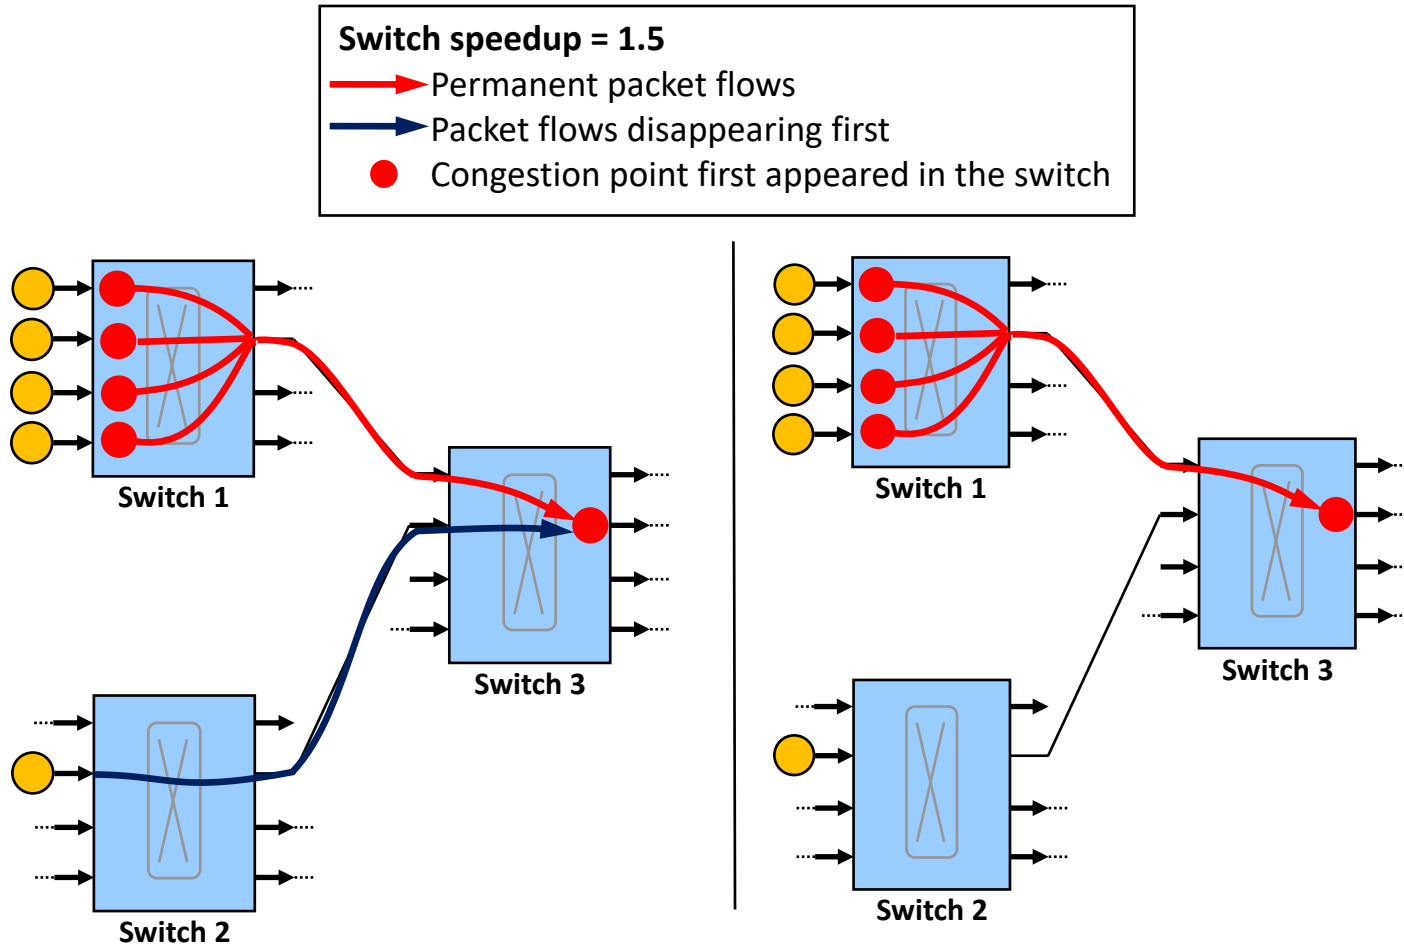 Switch speedup = 1.5
Permanent packet flows
Packet flows disappearing first
Congestion point first appeared in the switch
Switch 1
Switch 3
Switch 2
Switch 1
Switch 3
Switch 2